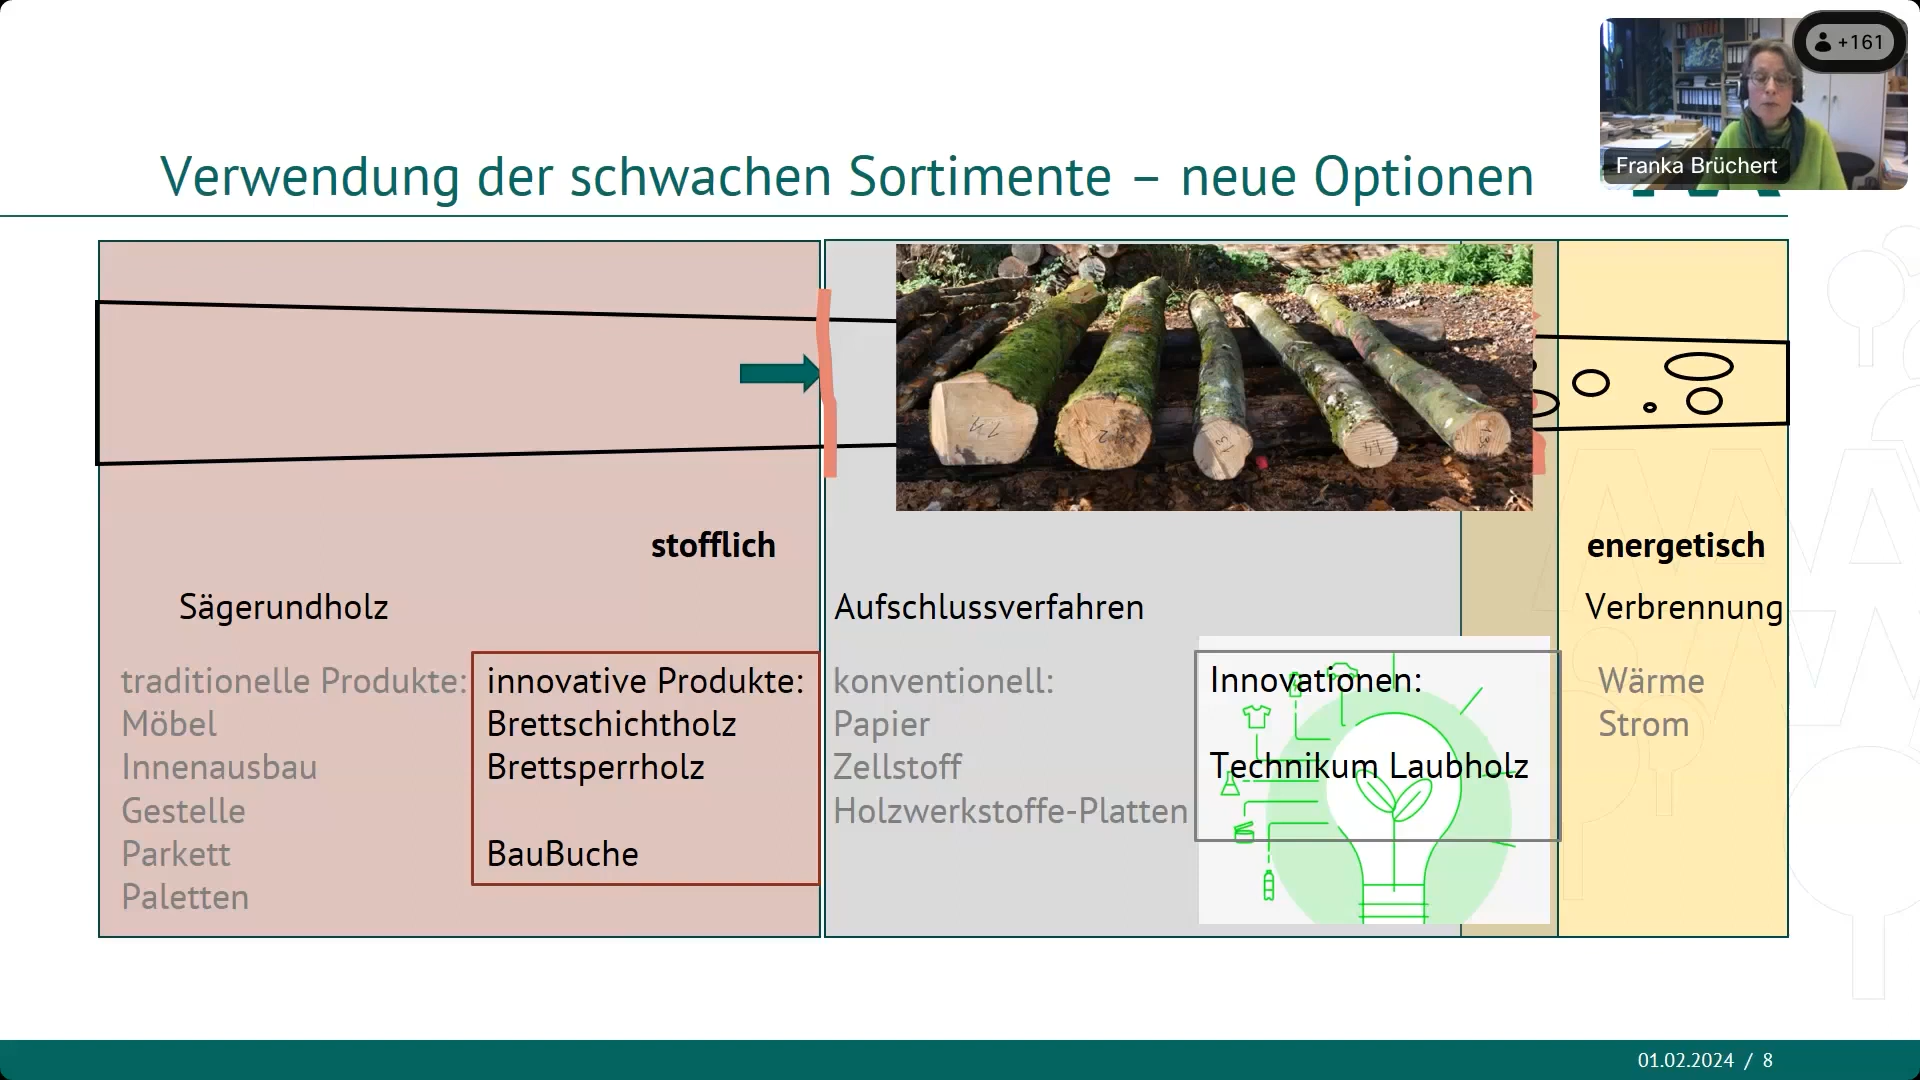 +161
Franka Brüchert
Verwendung der schwachen Sortimente – neue Optionen
stofflich
energetisch
Sägerundholz
Aufschlussverfahren
Verbrennung
traditionelle Produkte:
Möbel
Innenausbau
Gestelle
Parkett
Paletten
innovative Produkte:
Brettschichtholz
Brettsperrholz
BauBuche
konventionell:
Papier
Zellstoff
Holzwerkstoffe-Platten
Innovationen:
Technikum Laubholz
Wärme
Strom
01.02.2024 / 8